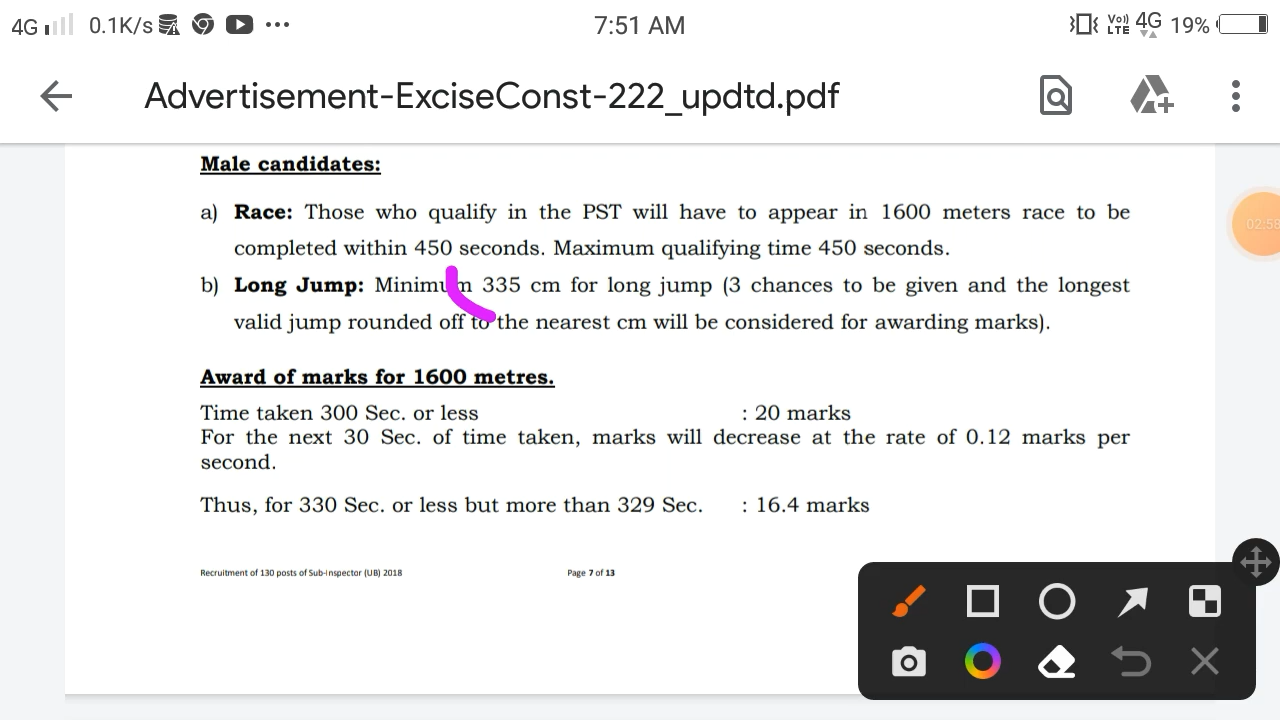 4G 0.1K/s 7:51 AM Vo)) LTE 4G 19%
Advertisement-ExciseConst-222_updtd.pdf
Male candidates:
a) Race: Those who qualify in the PST will have to appear in 1600 meters race to be
completed within 450 seconds. Maximum qualifying time 450 seconds.
b) Long Jump: Minimum 335 cm for long jump (3 chances to be given and the longest
valid jump rounded off to the nearest cm will be considered for awarding marks).
02:58
Award of marks for 1600 metres.
Time taken 300 Sec. or less : 20 marks
For the next 30 Sec. of time taken, marks will decrease at the rate of 0.12 marks per
second.
Thus, for 330 Sec. or less but more than 329 Sec. : 16.4 marks
Recruitment of 130 posts of Sub-Inspector (UB) 2018 Page 7 of 13